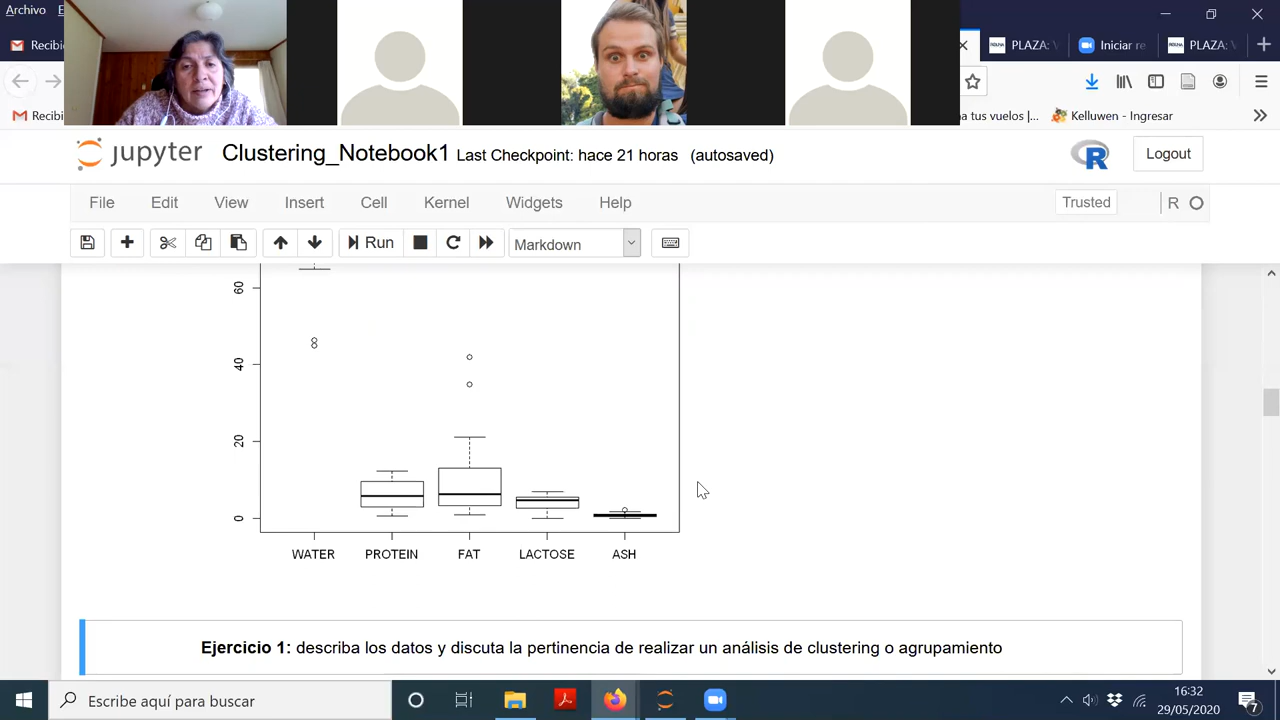 Archivo
Recibi
PLAZA:
Iniciar re
PLAZA:
Recibi
na tus vuelos |...
Kelluwen - Ingresar
jupyter
Clustering_Notebook1 Last Checkpoint: hace 21 horas (autosaved)
R
Logout
File Edit View Insert Cell Kernel Widgets Help
Trusted
R
Run
Markdown
60
40
20
0
WATER PROTEIN FAT LACTOSE ASH
Ejercicio 1: describa los datos y discuta la pertinencia de realizar un análisis de clustering o agrupamiento
Escribe aquí para buscar
16:32
29/05/2020
7